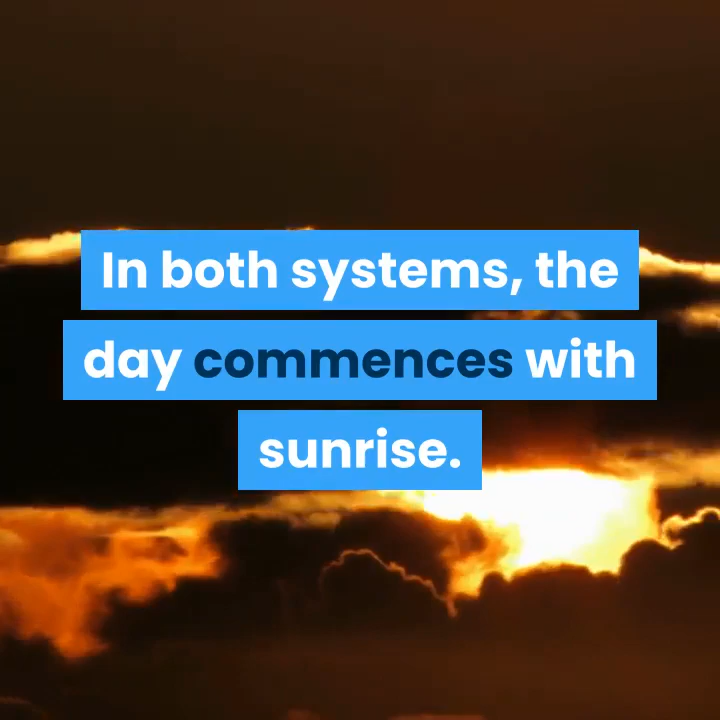 In both systems, the
day commences with
sunrise.